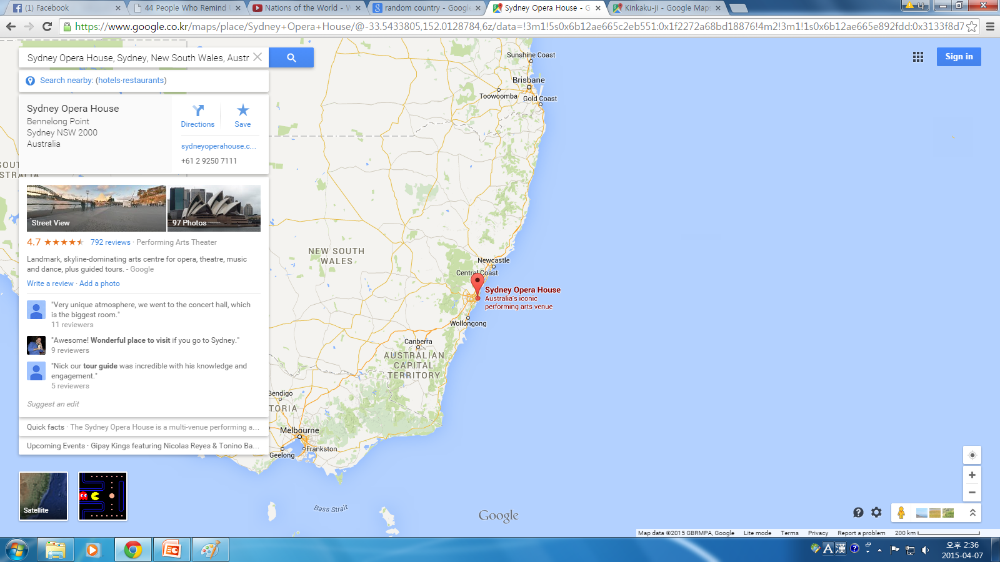 (1) Facebook
44 People Who Remind
Nations of the World - W
random country - Google
Sydney Opera House - G
Kinkaku-ji - Google Maps
https://www.google.co.kr/maps/place/Sydney+Opera+House/@-33.5433805,152.0128784,6z/data=!3m1!5s0x6b12ae665c2eb551:0x1f2272a68bd18876!4m2!3m1!1s0x6b12ae665e892fdd:0x3133f8d7
Sydney Opera House, Sydney, New South Wales, Austr
Sign in
Search nearby: (hotels·restaurants)
Sydney Opera House
Bennelong Point
Sydney NSW 2000
Australia
Directions
Save
sydneyoperahouse.c...
+61 2 9250 7111
Street View
97 Photos
4.7
792 reviews · Performing Arts Theater
Landmark, skyline-dominating arts centre for opera, theatre, music
and dance, plus guided tours. - Google
Write a review · Add a photo
"Very unique atmosphere, we went to the concert hall, which
is the biggest room."
11 reviewers
"Awesome! Wonderful place to visit if you go to Sydney."
9 reviewers
"Nick our tour guide was incredible with his knowledge and
engagement."
5 reviewers
Suggest an edit
Quick facts · The Sydney Opera House is a multi-venue performing a...
Upcoming Events · Gipsy Kings featuring Nicolas Reyes & Tonino Ba...
Satellite
Sunshine Coast
Brisbane
Toowoomba
Gold Coast
SOUT
STRALIA
NEW SOUTH
WALES
Newcastle
Central Coast
Sydney Opera House
Australia's iconic
performing arts venue
Wollongong
Canberra
AUSTRALIAN
CAPITAL
TERRITORY
Bendigo
TORIA
Melbourne
Geelong
Frankston
Bass Strait
Google
Map data ©2015 GBRMPA, Google
Lite mode
Terms
Privacy
Report a problem
200 km
A 漢
오후 2:36
2015-04-07